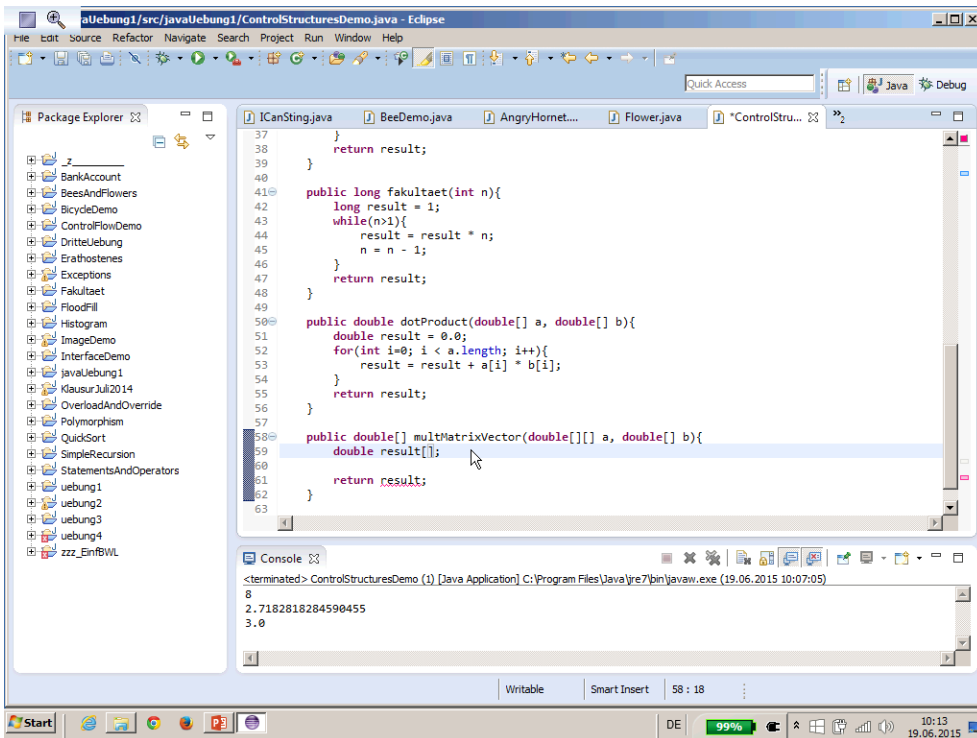 aUebung1/src/javaUebung1/ControlStructuresDemo.java - Eclipse
File Edit Source Refactor Navigate Search Project Run Window Help
Quick Access
Java
Debug
Package Explorer
_z_________
BankAccount
BeesAndFlowers
BicycleDemo
ControlFlowDemo
DritteUebung
Erathostenes
Exceptions
Fakultaet
FloodFill
Histogram
ImageDemo
InterfaceDemo
javaUebung1
KlausurJuli2014
OverloadAndOverride
Polymorphism
QuickSort
SimpleRecursion
StatementsAndOperators
uebung1
uebung2
uebung3
uebung4
zzz_EinfBWL
ICanSting.java BeeDemo.java AngryHornet.... Flower.java *ControlStru... »2
37 }
38 return result;
39 }
40
41 public long fakultaet(int n){
42 long result = 1;
43 while(n>1){
44 result = result * n;
45 n = n - 1;
46 }
47 return result;
48 }
49
50 public double dotProduct(double[] a, double[] b){
51 double result = 0.0;
52 for(int i=0; i < a.length; i++){
53 result = result + a[i] * b[i];
54 }
55 return result;
56 }
57
58 public double[] multMatrixVector(double[][] a, double[] b){
59 double result[];
60
61 return result;
62 }
63
Console
<terminated> ControlStructuresDemo (1) [Java Application] C:\Program Files\Java\jre7\bin\javaw.exe (19.06.2015 10:07:05)
8
2.7182818284590455
3.0
Writable Smart Insert 58 : 18
Start
DE 99% 10:13
19.06.2015